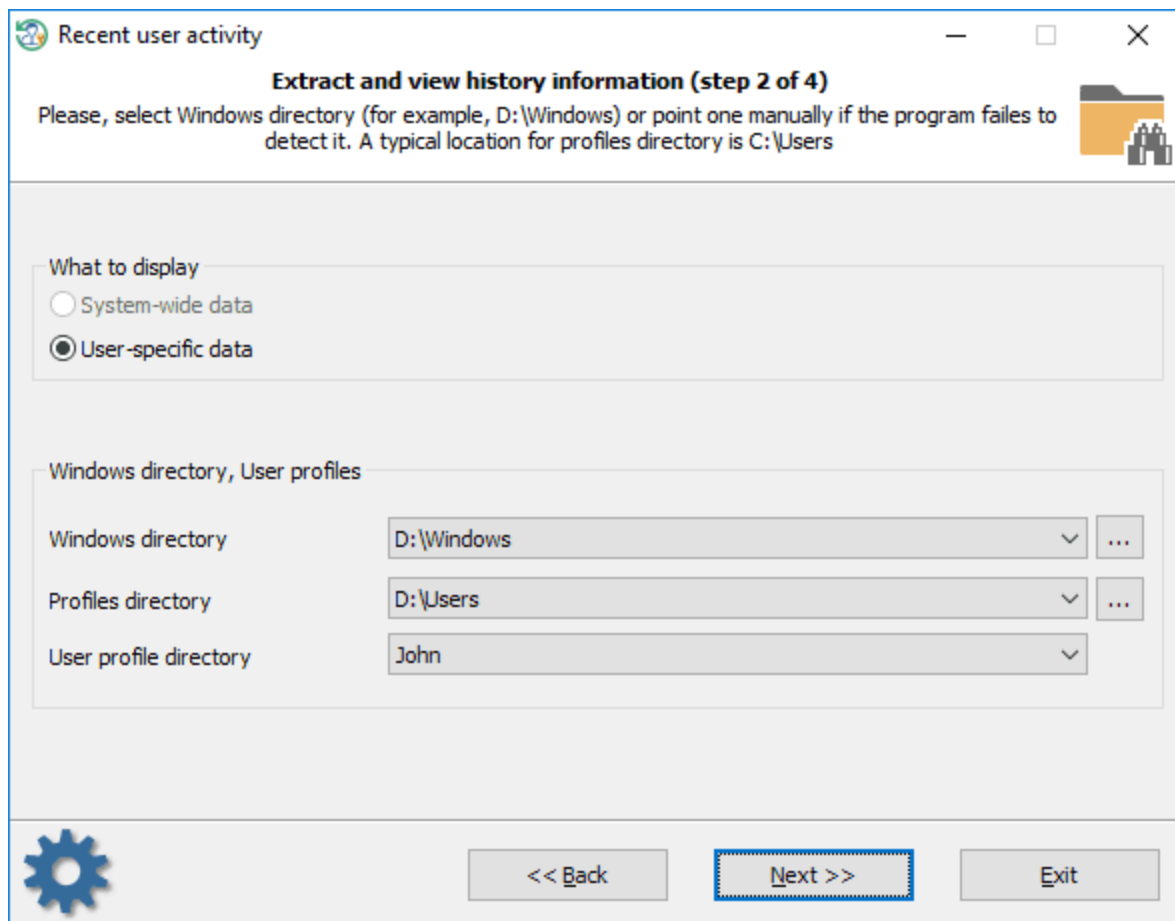 Recent user activity
Extract and view history information (step 2 of 4)
Please, select Windows directory (for example, D:\Windows) or point one manually if the program failes to
detect it. A typical location for profiles directory is C:\Users
What to display
System-wide data
User-specific data
Windows directory, User profiles
Windows directory D:\Windows ...
Profiles directory D:\Users ...
User profile directory John
<< Back Next >> Exit